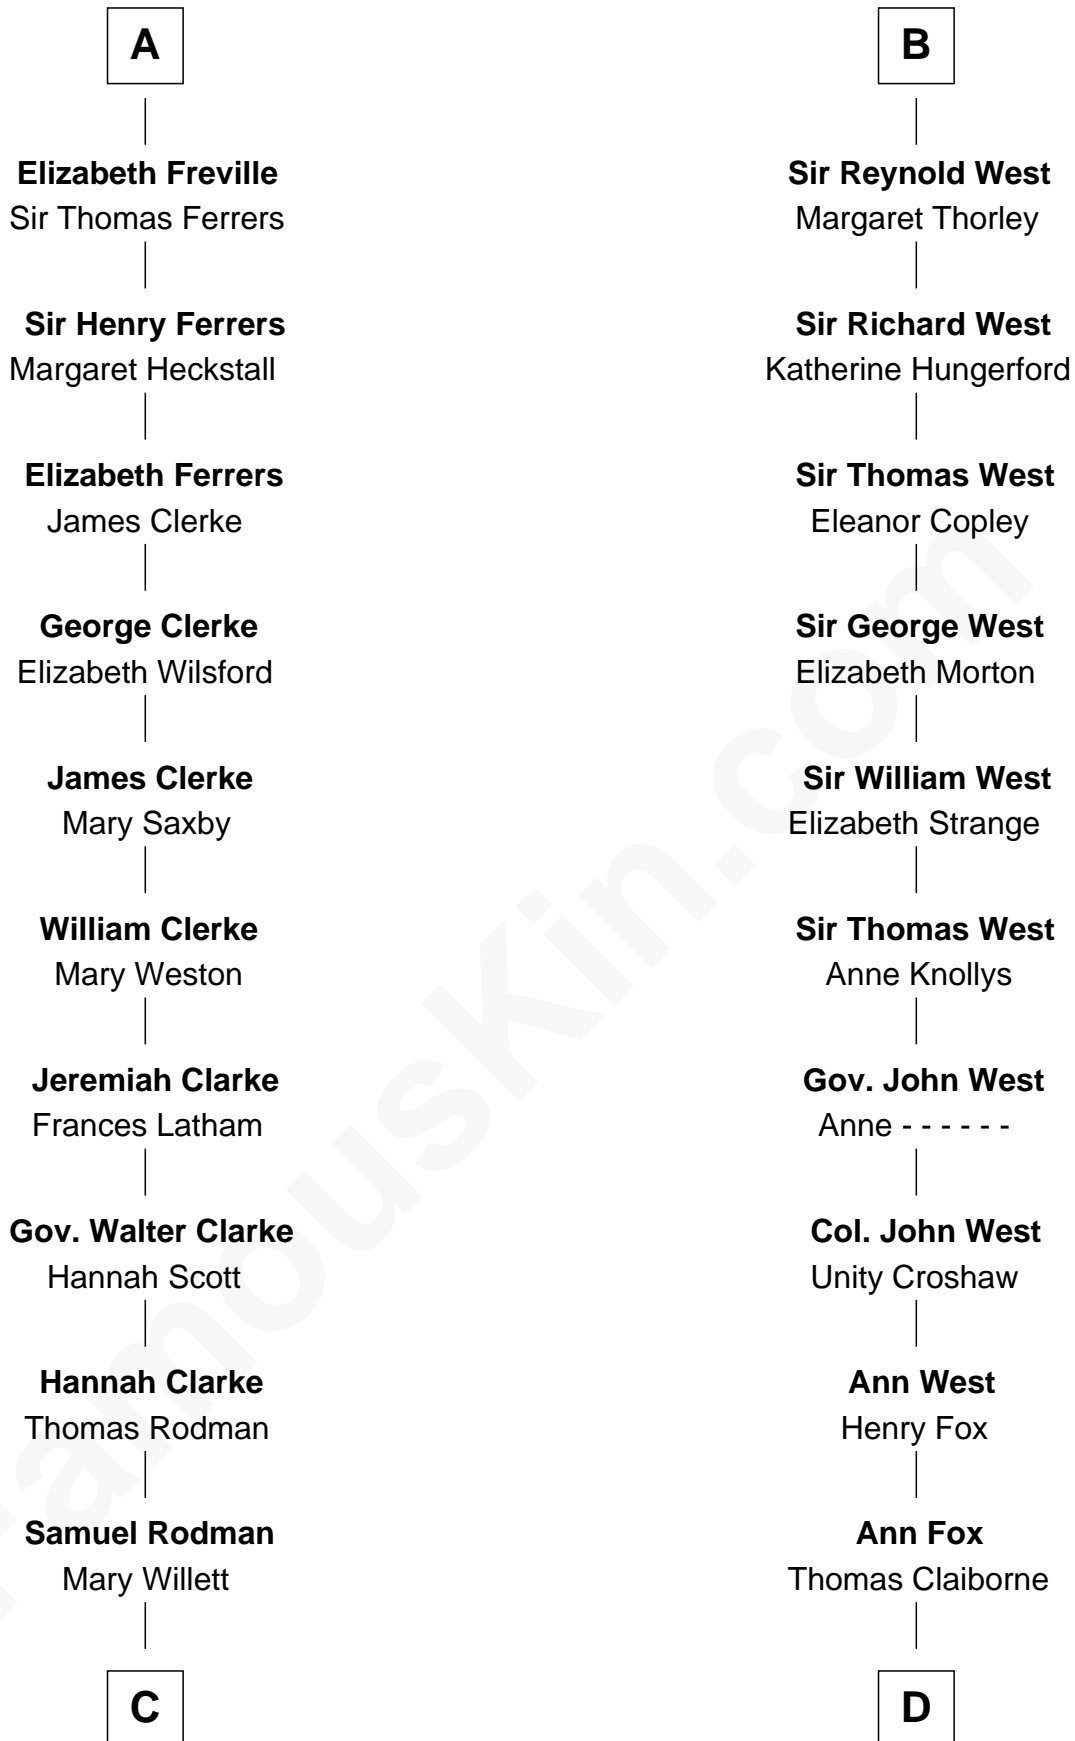 A
Elizabeth Freville
Sir Thomas Ferrers
Sir Henry Ferrers
Margaret Heckstall
Elizabeth Ferrers
James Clerke
George Clerke
Elizabeth Wilsford
James Clerke
Mary Saxby
William Clerke
Mary Weston
Jeremiah Clarke
Frances Latham
Gov. Walter Clarke
Hannah Scott
Hannah Clarke
Thomas Rodman
Samuel Rodman
Mary Willett
C
B
Sir Reynold West
Margaret Thorley
Sir Richard West
Katherine Hungerford
Sir Thomas West
Eleanor Copley
Sir George West
Elizabeth Morton
Sir William West
Elizabeth Strange
Sir Thomas West
Anne Knollys
Gov. John West
Anne - - - - - -
Col. John West
Unity Croshaw
Ann West
Henry Fox
Ann Fox
Thomas Claiborne
D
FamousKin.com